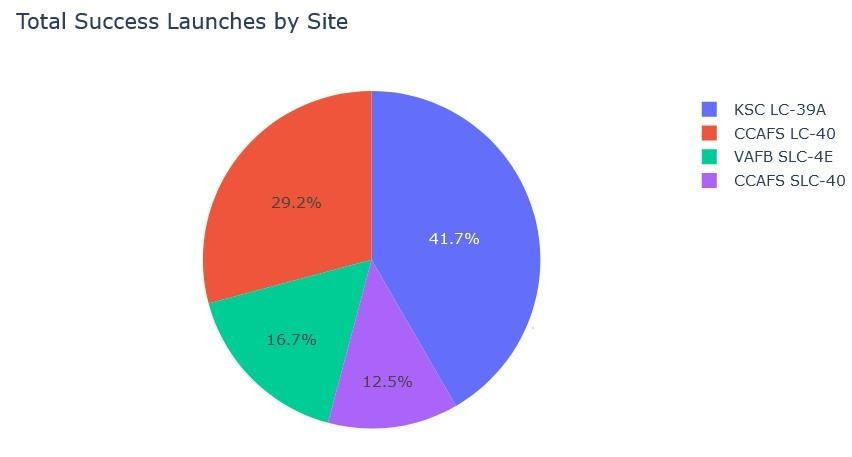 Total Success Launches by Site
KSC LC-39A
CCAFS LC-40
VAFB SLC-4E
CCAFS SLC-40
29.2%
41.7%
16.7%
12.5%